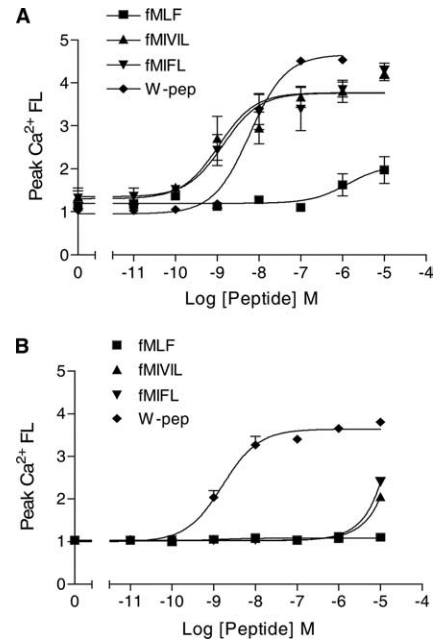 A
fMLF
fMIVIL
fMIFL
W-pep
Peak Ca²⁺ FL
5
4
3
2
1
0
0 -11 -10 -9 -8 -7 -6 -5 -4
Log [Peptide] M
B
fMLF
fMIVIL
fMIFL
W-pep
Peak Ca²⁺ FL
5
4
3
2
1
0
0 -11 -10 -9 -8 -7 -6 -5 -4
Log [Peptide] M